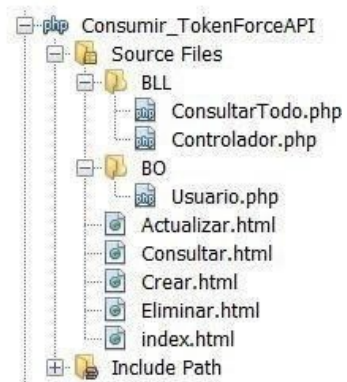 Consumir_TokenForceAPI
Source Files
BLL
ConsultarTodo.php
Controlador.php
BO
Usuario.php
Actualizar.html
Consultar.html
Crear.html
Eliminar.html
index.html
Include Path